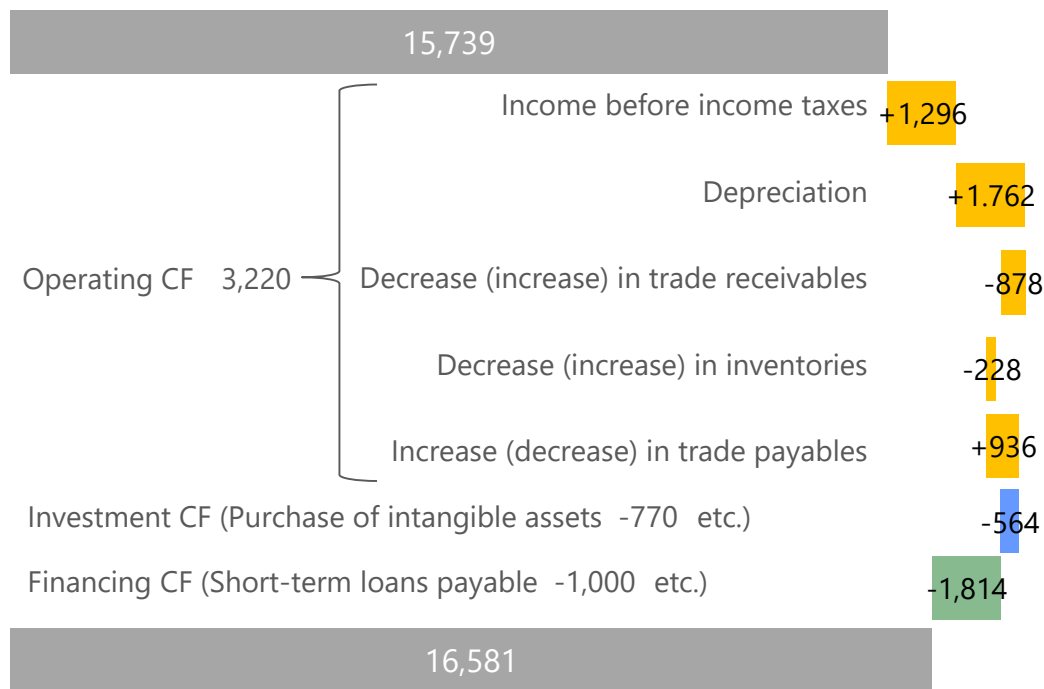 15,739
Income before income taxes +1,296
Depreciation +1.762
Operating CF 3,220 Decrease (increase) in trade receivables -878
Decrease (increase) in inventories -228
Increase (decrease) in trade payables +936
Investment CF (Purchase of intangible assets -770 etc.) -564
Financing CF (Short-term loans payable -1,000 etc.) -1,814
16,581